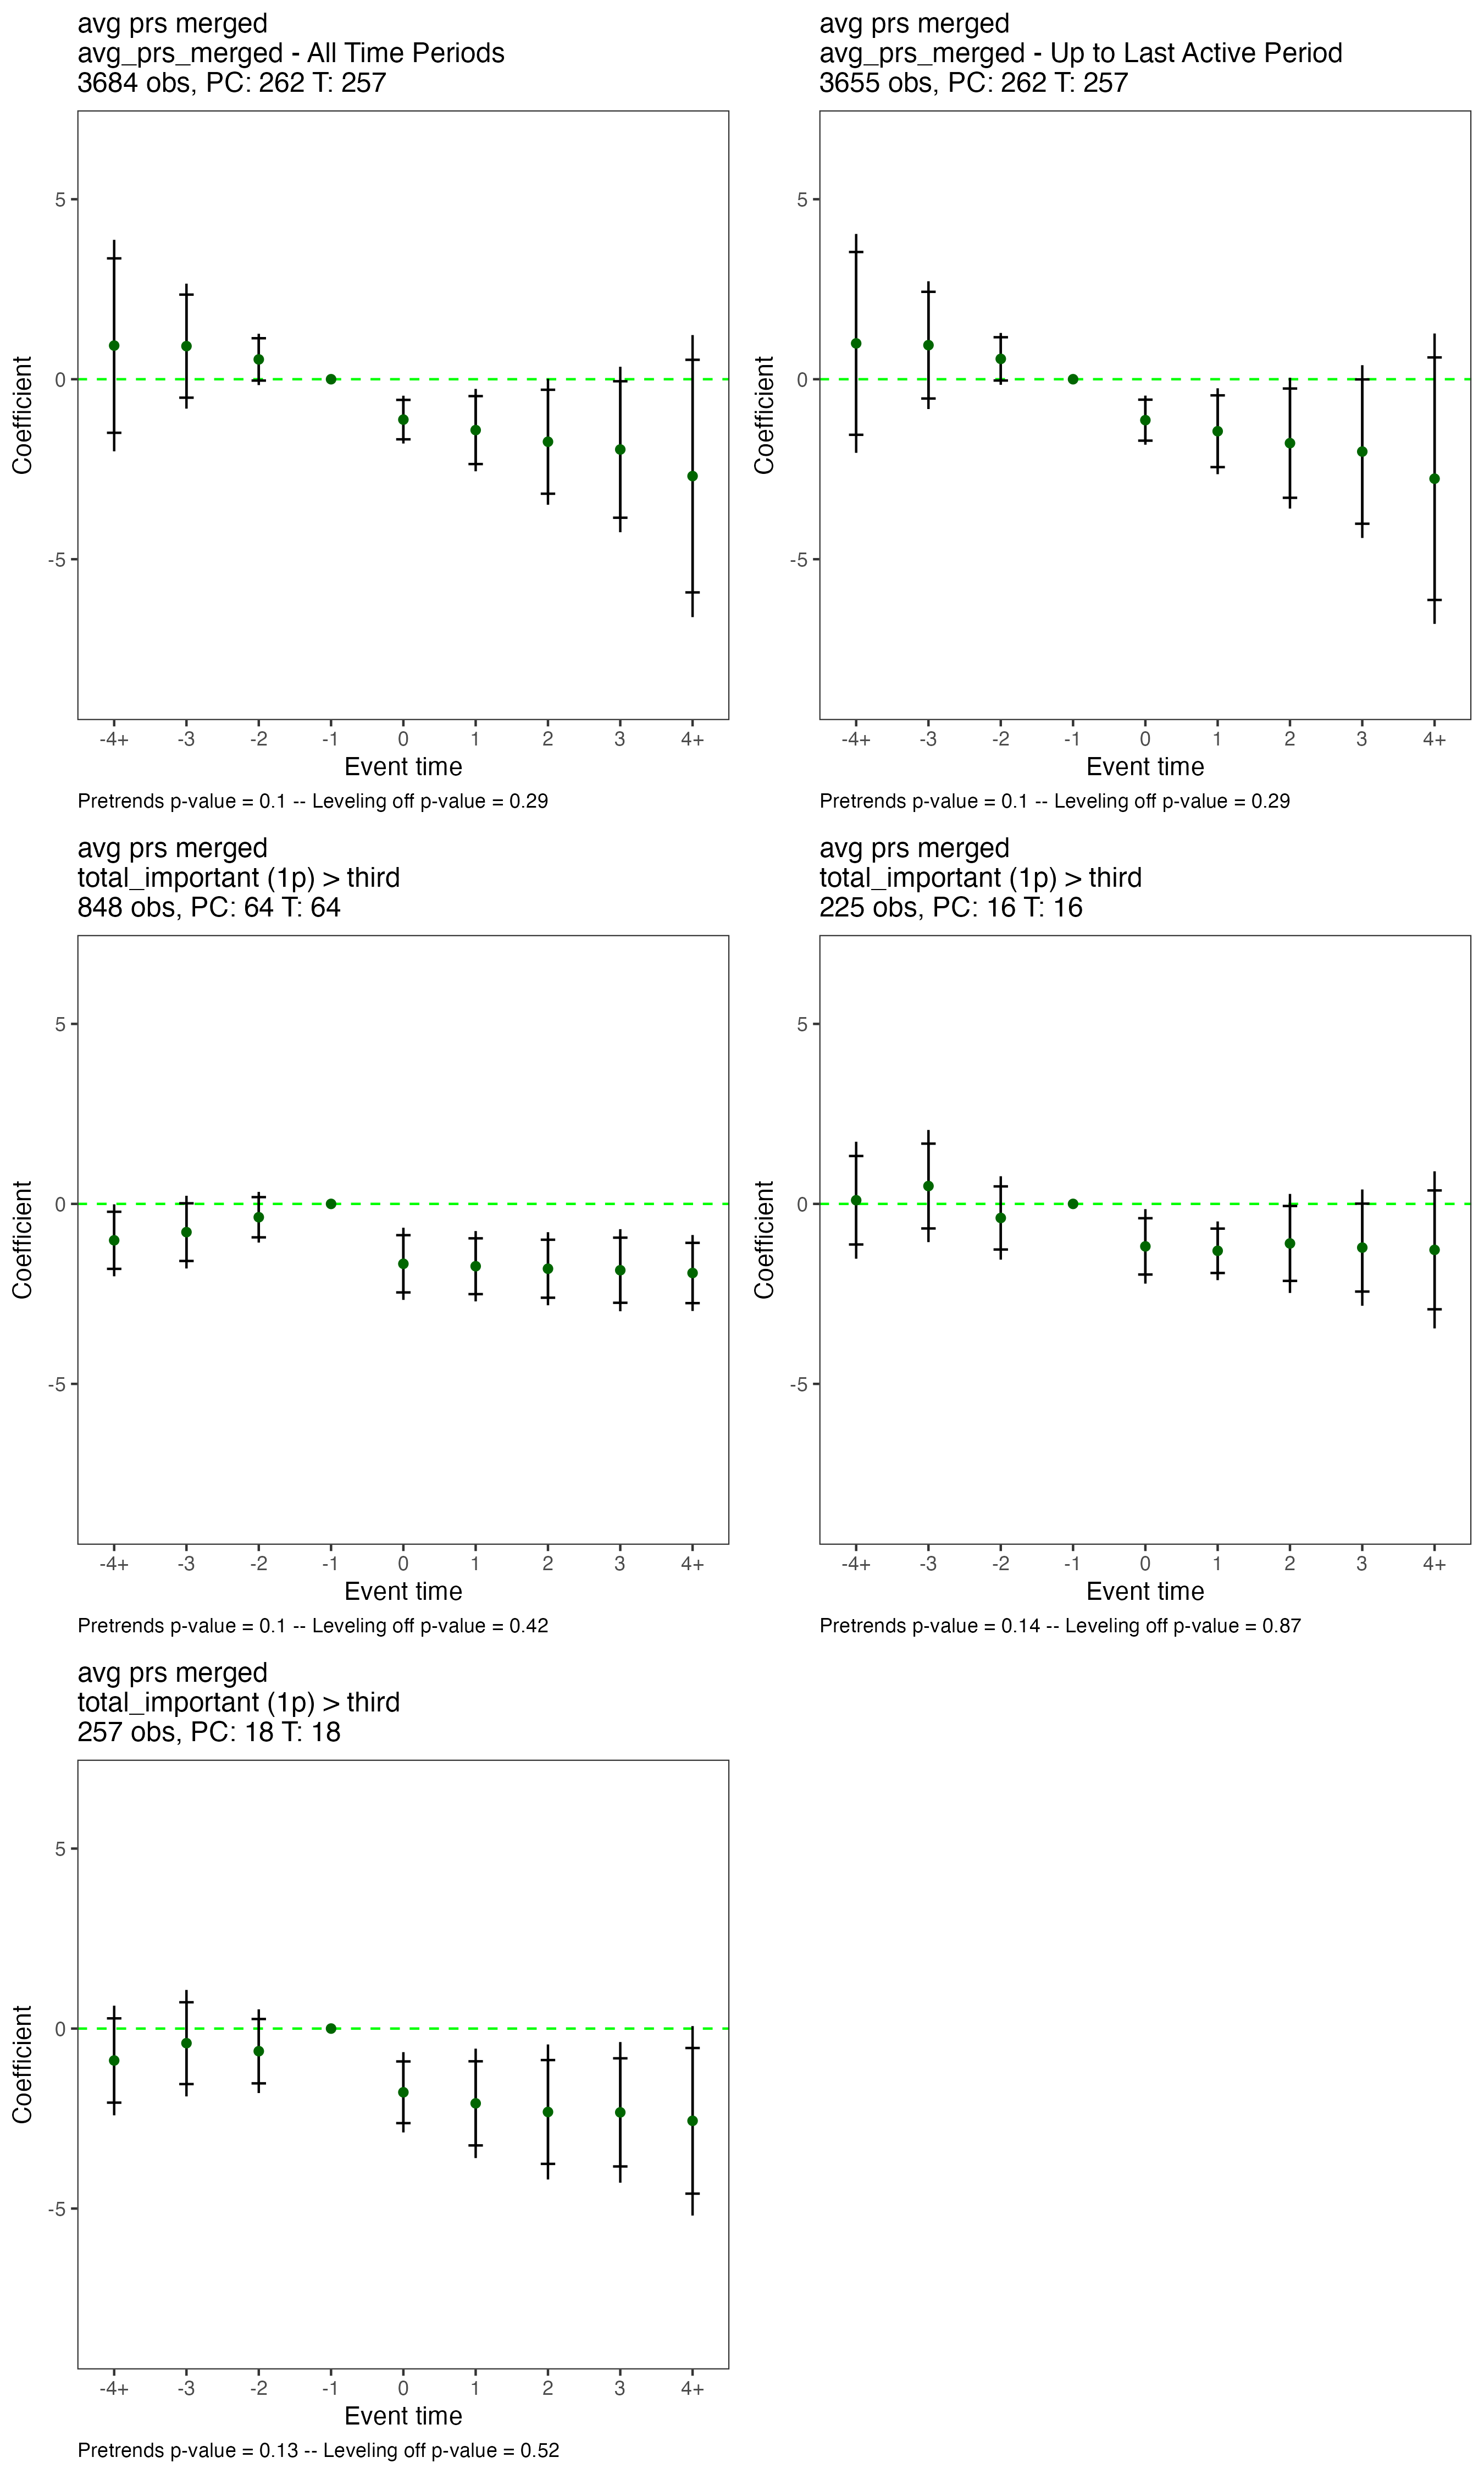 avg prs merged
avg_prs_merged - All Time Periods
3684 obs, PC: 262 T: 257
5
0
-5
Coefficient
-4+ -3 -2 -1 0 1 2 3 4+
Event time
Pretrends p-value = 0.1 -- Leveling off p-value = 0.29
avg prs merged
avg_prs_merged - Up to Last Active Period
3655 obs, PC: 262 T: 257
5
0
-5
Coefficient
-4+ -3 -2 -1 0 1 2 3 4+
Event time
Pretrends p-value = 0.1 -- Leveling off p-value = 0.29
avg prs merged
total_important (1p) > third
848 obs, PC: 64 T: 64
5
0
-5
Coefficient
-4+ -3 -2 -1 0 1 2 3 4+
Event time
Pretrends p-value = 0.1 -- Leveling off p-value = 0.42
avg prs merged
total_important (1p) > third
225 obs, PC: 16 T: 16
5
0
-5
Coefficient
-4+ -3 -2 -1 0 1 2 3 4+
Event time
Pretrends p-value = 0.14 -- Leveling off p-value = 0.87
avg prs merged
total_important (1p) > third
257 obs, PC: 18 T: 18
5
0
-5
Coefficient
-4+ -3 -2 -1 0 1 2 3 4+
Event time
Pretrends p-value = 0.13 -- Leveling off p-value = 0.52